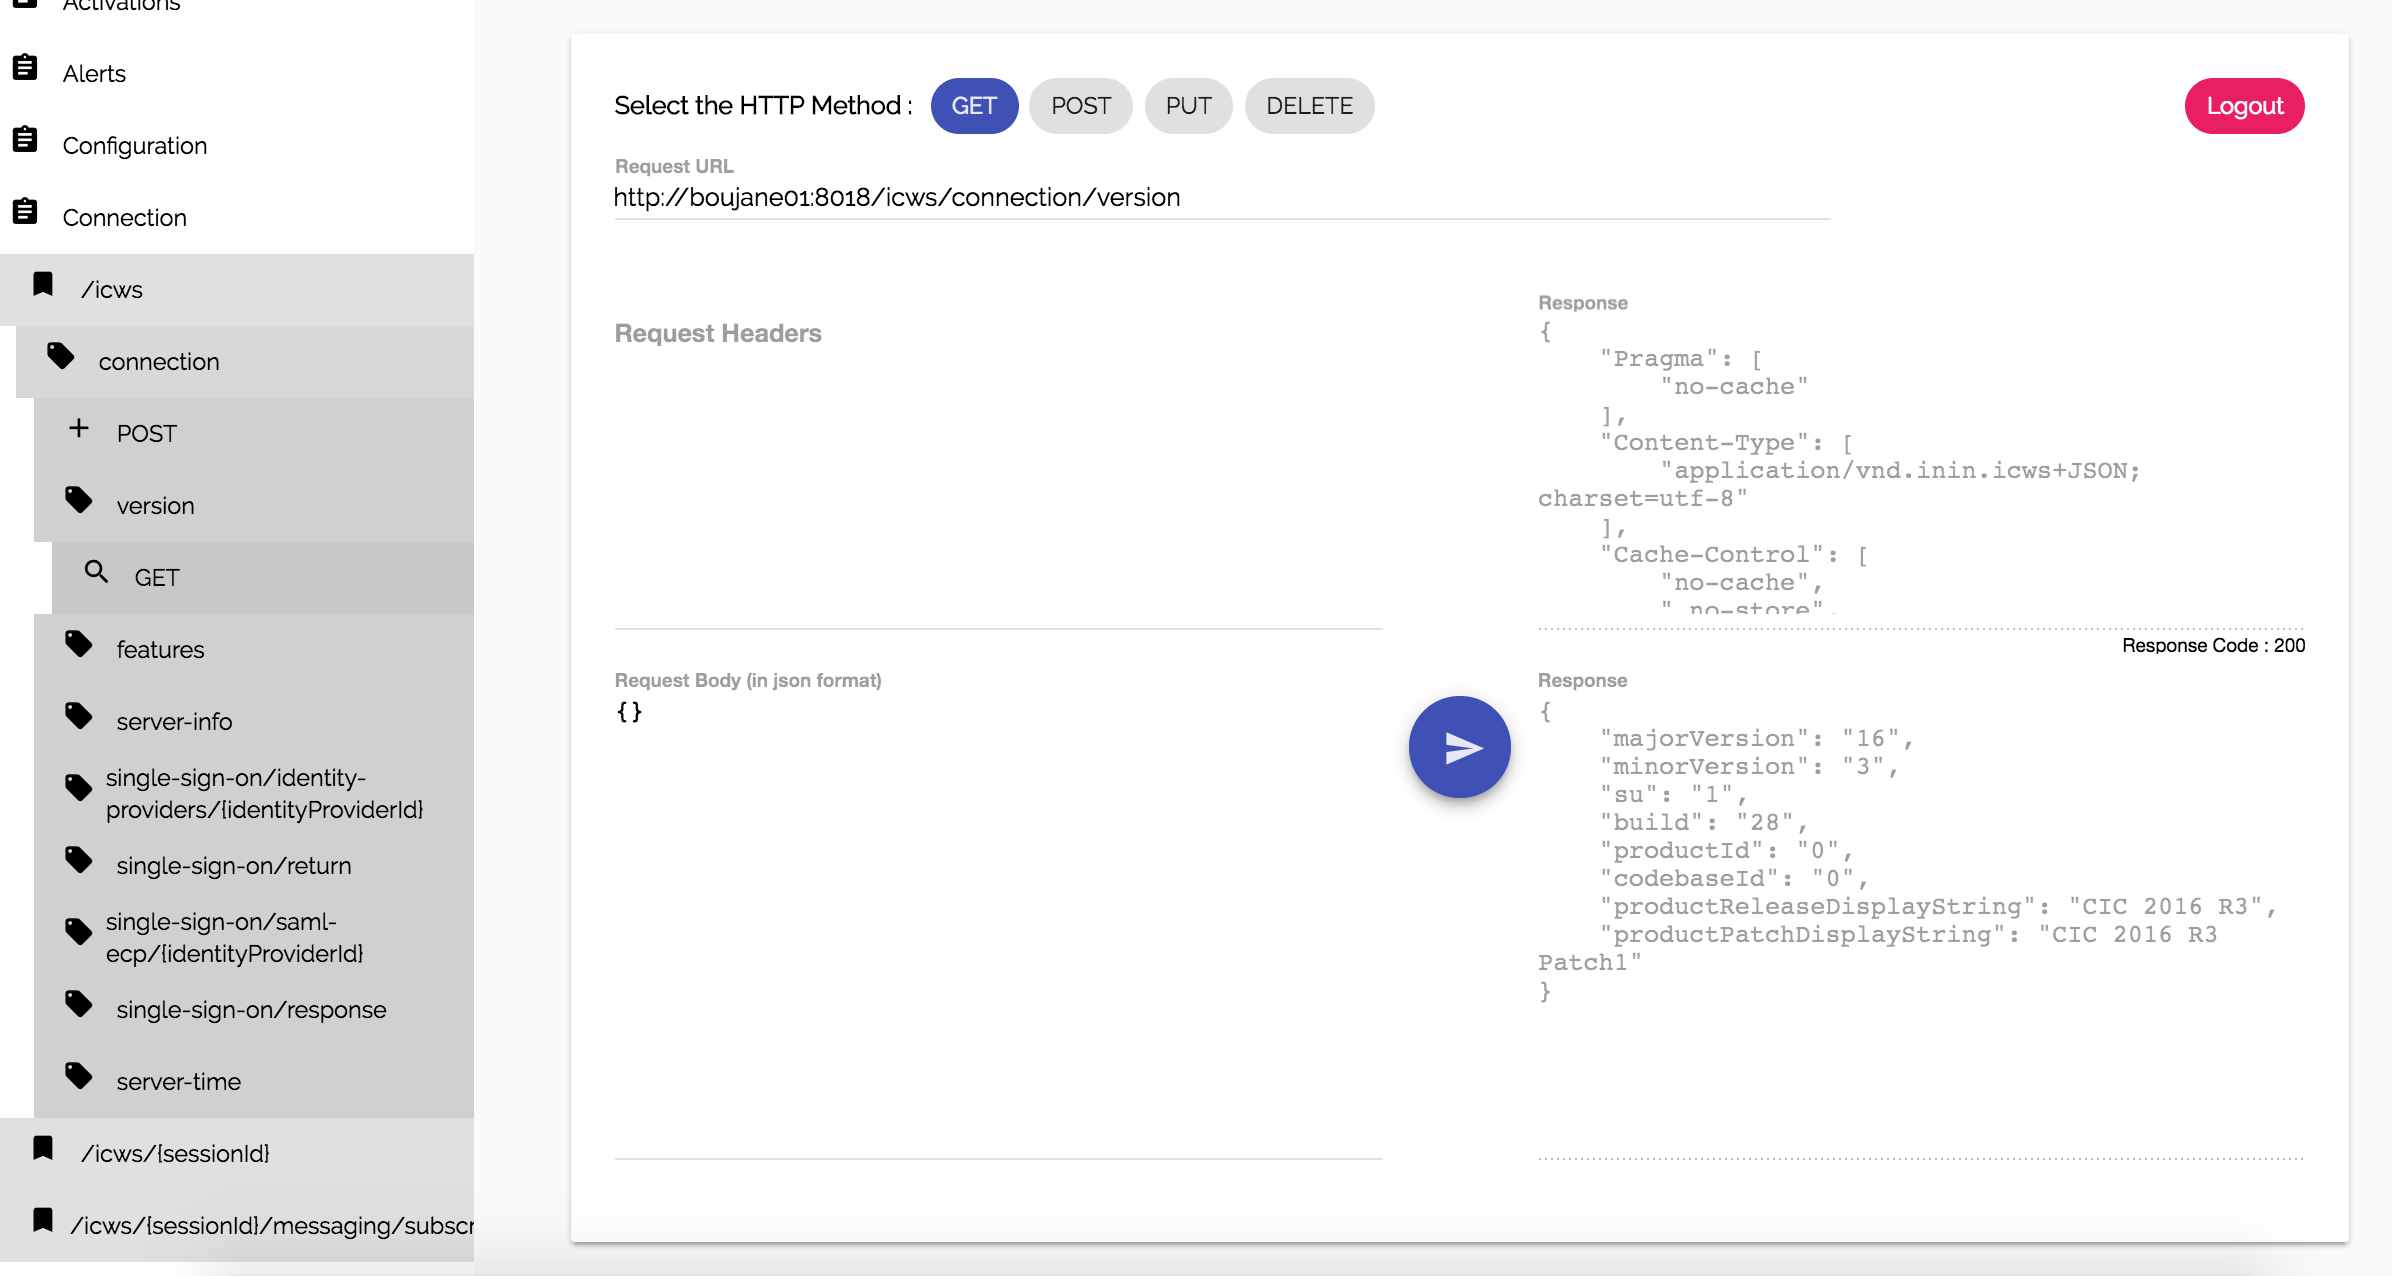 Activations
Alerts
Configuration
Connection
/icws
connection
POST
version
GET
features
server-info
single-sign-on/identity-
providers/{identityProviderId}
single-sign-on/return
single-sign-on/saml-
ecp/{identityProviderId}
single-sign-on/response
server-time
/icws/{sessionId}
/icws/{sessionId}/messaging/subscr
Select the HTTP Method : GET POST PUT DELETE Logout
Request URL
http://boujane01:8018/icws/connection/version
Request Headers
Response
{
"Pragma": [
"no-cache"
],
"Content-Type": [
"application/vnd.inin.icws+JSON;
charset=utf-8"
],
"Cache-Control": [
"no-cache",
" no-store",
Response Code : 200
Request Body (in json format)
{}
Response
{
"majorVersion": "16",
"minorVersion": "3",
"su": "1",
"build": "28",
"productId": "0",
"codebaseId": "0",
"productReleaseDisplayString": "CIC 2016 R3",
"productPatchDisplayString": "CIC 2016 R3
Patch1"
}